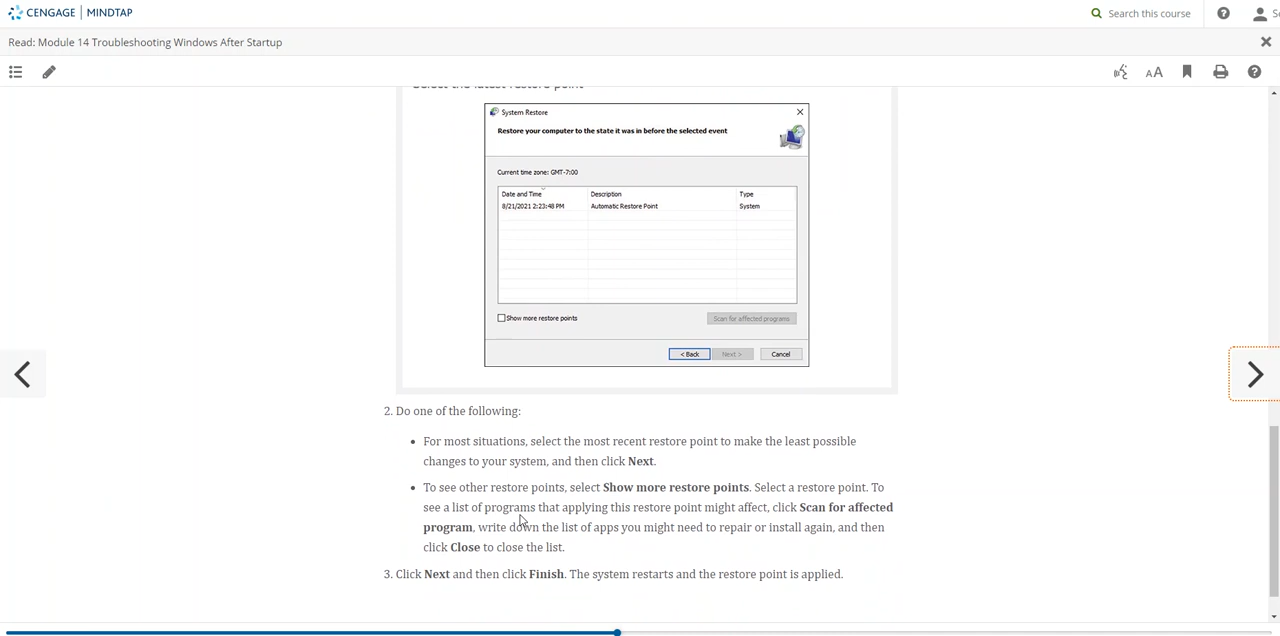 CENGAGE | MINDTAP
Search this course
Read: Module 14 Troubleshooting Windows After Startup
AA
Select the latest restore point
System Restore
Restore your computer to the state it was in before the selected event
Current time zone: GMT-7:00
Date and Time Description Type
8/21/2021 2:23:48 PM Automatic Restore Point System
Show more restore points Scan for affected programs
< Back Next > Cancel
2. Do one of the following:
• For most situations, select the most recent restore point to make the least possible
changes to your system, and then click Next.
• To see other restore points, select Show more restore points. Select a restore point. To
see a list of programs that applying this restore point might affect, click Scan for affected
program, write down the list of apps you might need to repair or install again, and then
click Close to close the list.
3. Click Next and then click Finish. The system restarts and the restore point is applied.